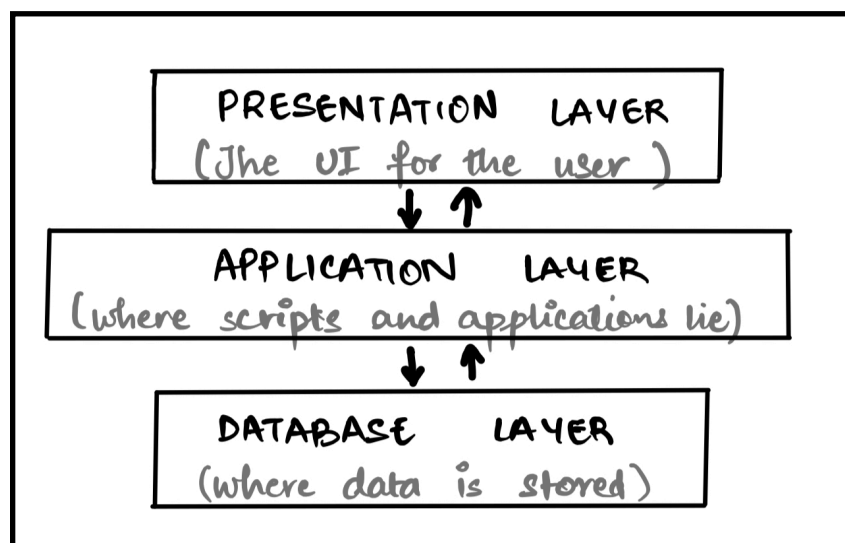 PRESENTATION LAYER
(The UI for the user)
APPLICATION LAYER
(where scripts and applications lie)
DATABASE LAYER
(where data is stored)